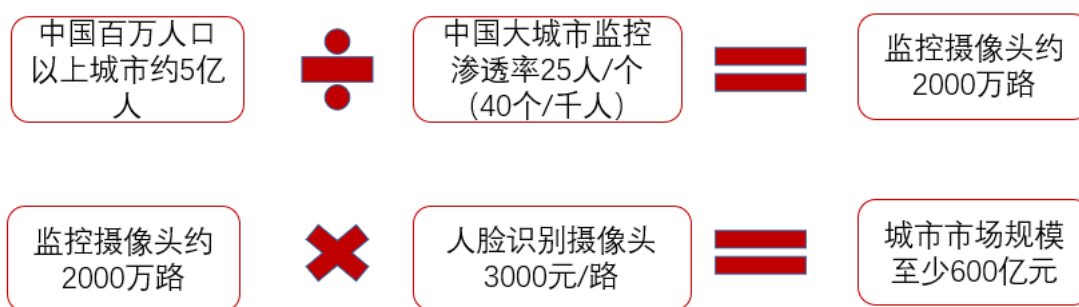 中国百万人口
以上城市约5亿
人
中国大城市监控
渗透率25人/个
（40个/千人）
监控摄像头约
2000万路
监控摄像头约
2000万路
人脸识别摄像头
3000元/路
城市市场规模
至少600亿元